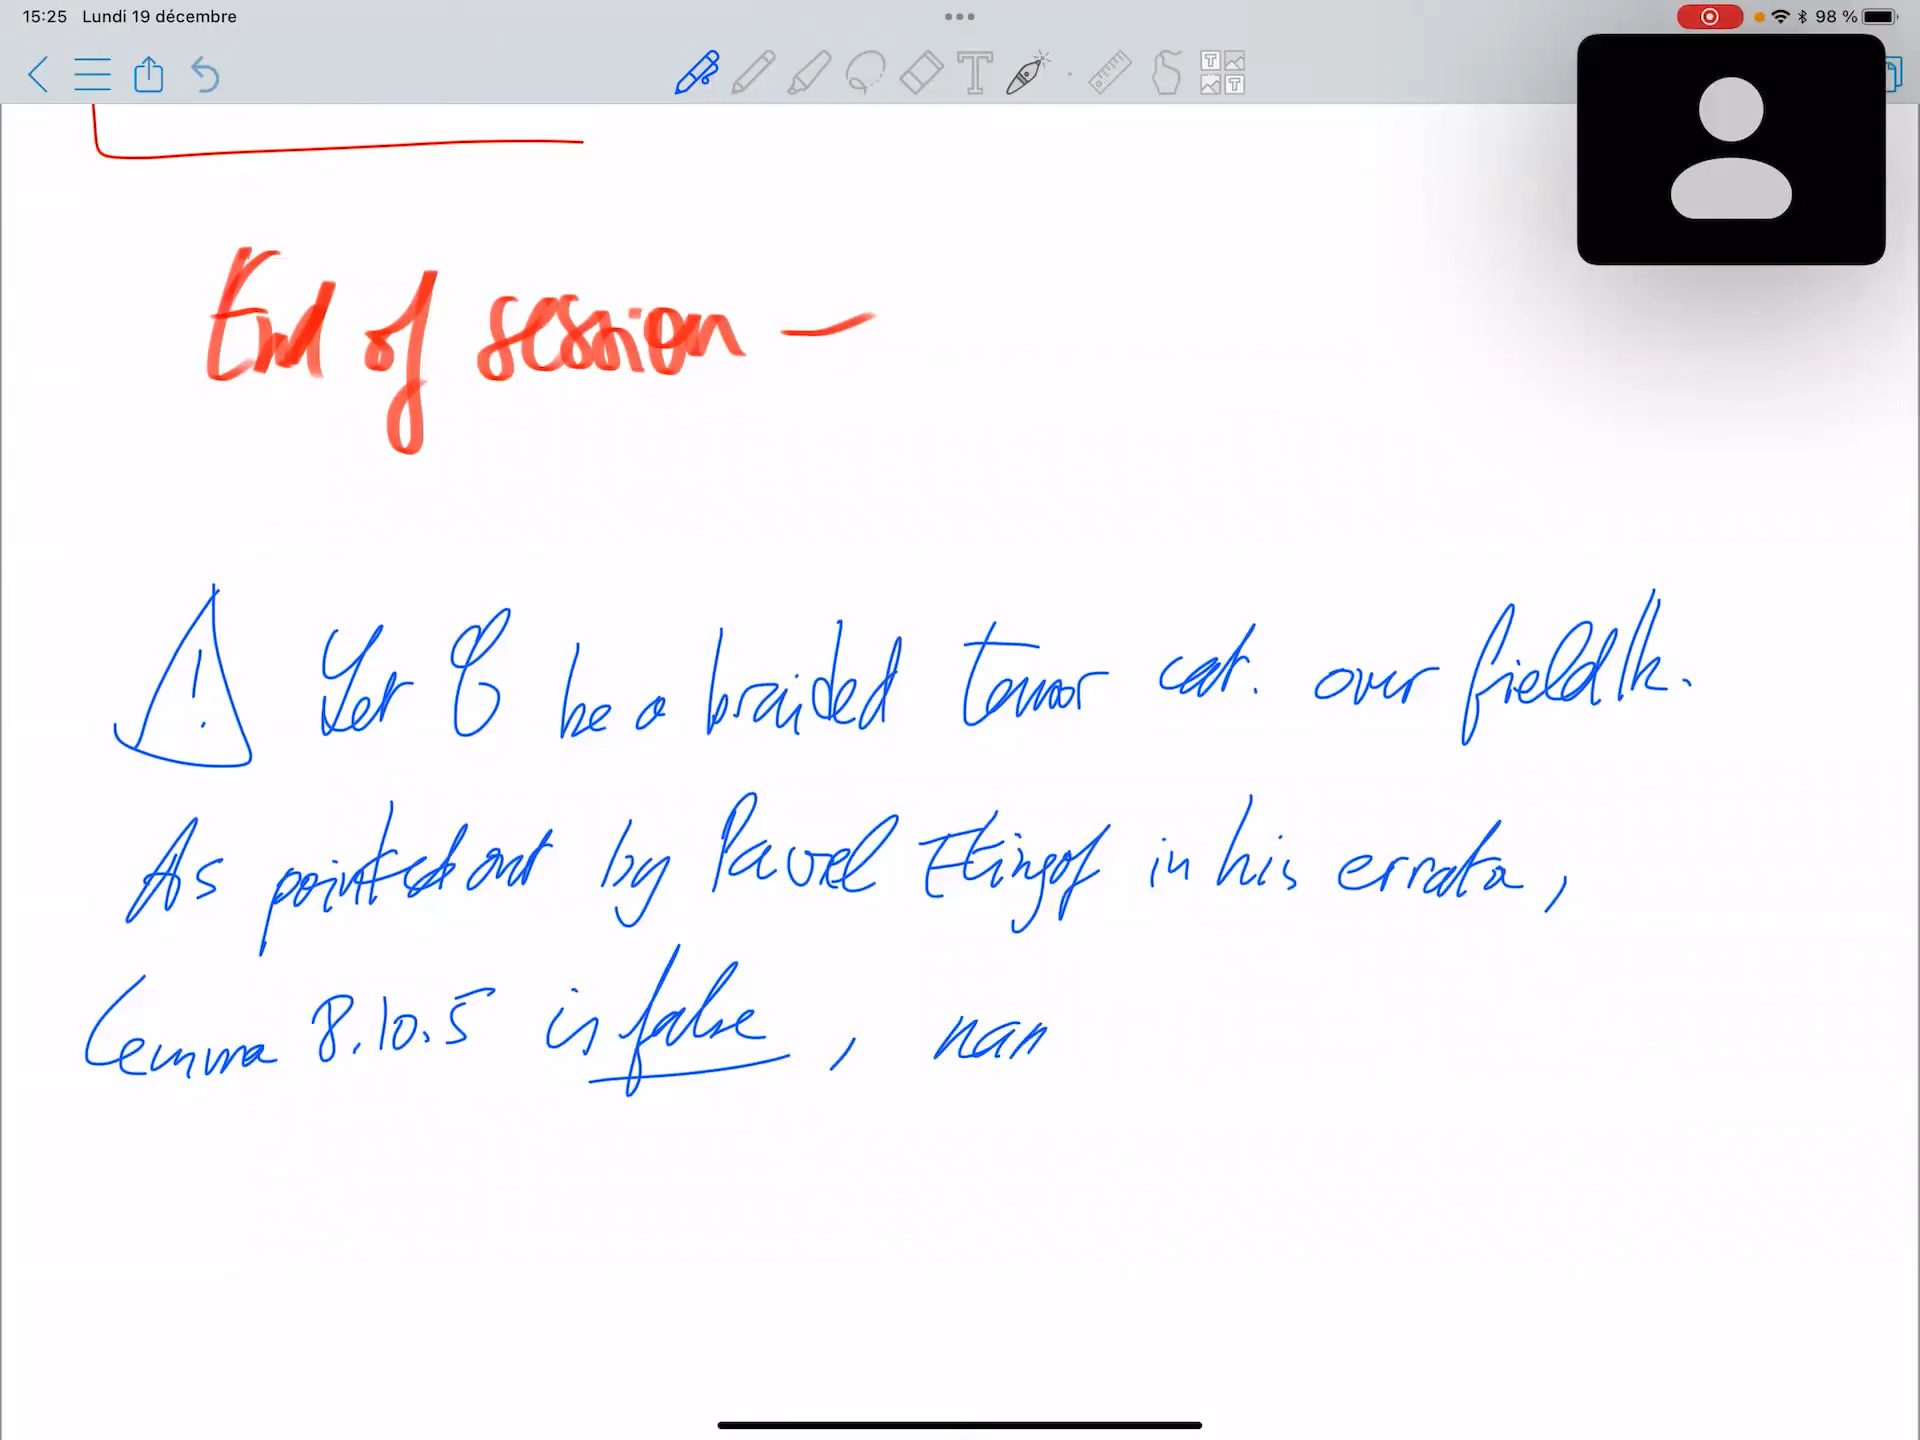 15:25 Lundi 19 décembre
98 %
End of session —
Let C be a braided tensor cat. over field k.
As pointed out by Pavel Etingof in his errata,
Lemma 8.10.5 is false, nam